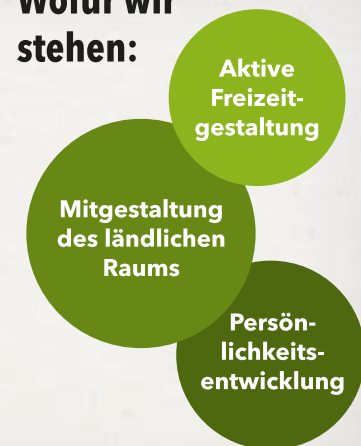 Wofür wir
stehen:
Aktive
Freizeit-
gestaltung
Mitgestaltung
des ländlichen
Raums
Persön-
lichkeits-
entwicklung